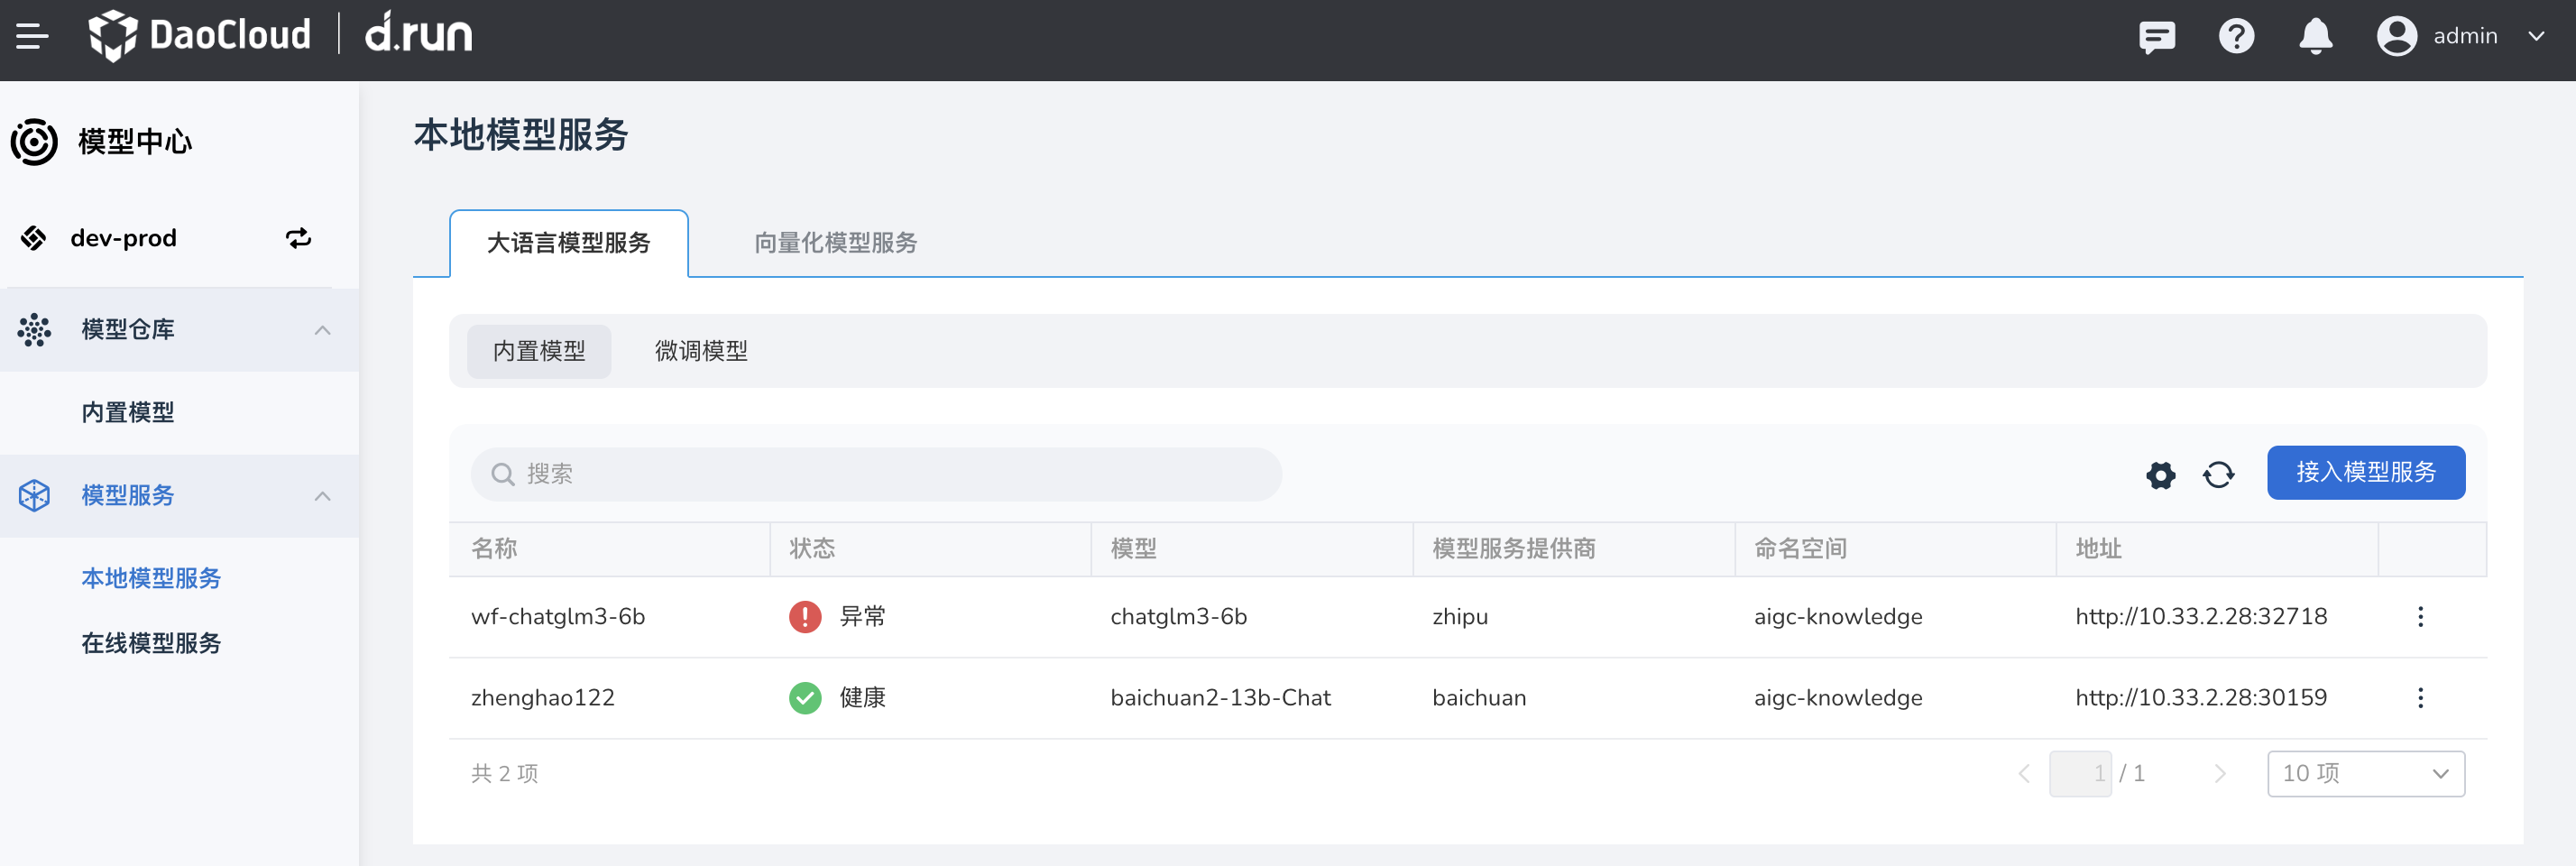 DaoCloud | d.run
admin
模型中心
dev-prod
模型仓库
内置模型
模型服务
本地模型服务
在线模型服务
本地模型服务
大语言模型服务 向量化模型服务
内置模型 微调模型
搜索 接入模型服务
名称 状态 模型 模型服务提供商 命名空间 地址
wf-chatglm3-6b 异常 chatglm3-6b zhipu aigc-knowledge http://10.33.2.28:32718
zhenghao122 健康 baichuan2-13b-Chat baichuan aigc-knowledge http://10.33.2.28:30159
共 2 项 1 / 1 10 项